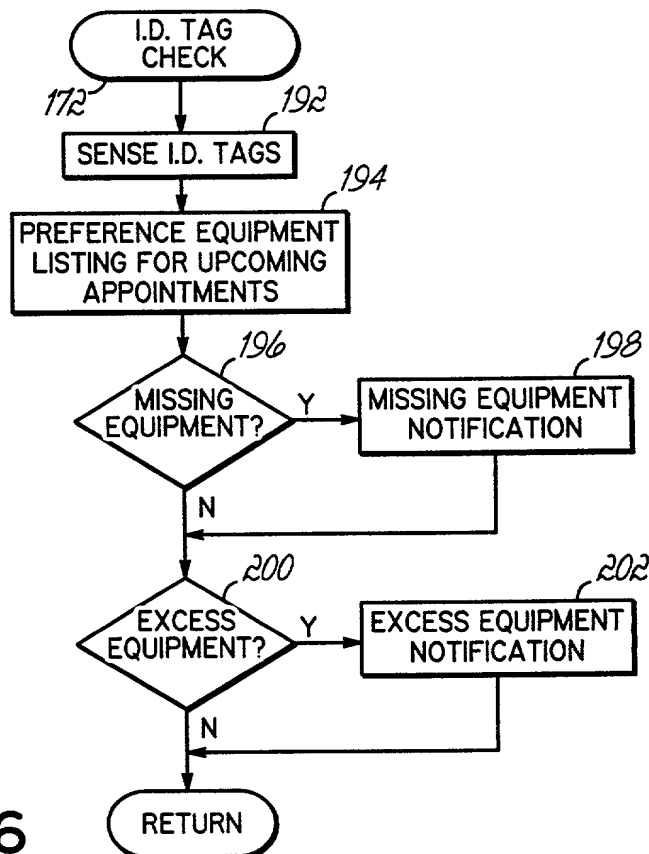 I.D. TAG
CHECK
172
192
SENSE I.D. TAGS
194
PREFERENCE EQUIPMENT
LISTING FOR UPCOMING
APPOINTMENTS
196
MISSING
EQUIPMENT?
Y
198
MISSING EQUIPMENT
NOTIFICATION
N
200
EXCESS
EQUIPMENT?
Y
202
EXCESS EQUIPMENT
NOTIFICATION
N
RETURN
6